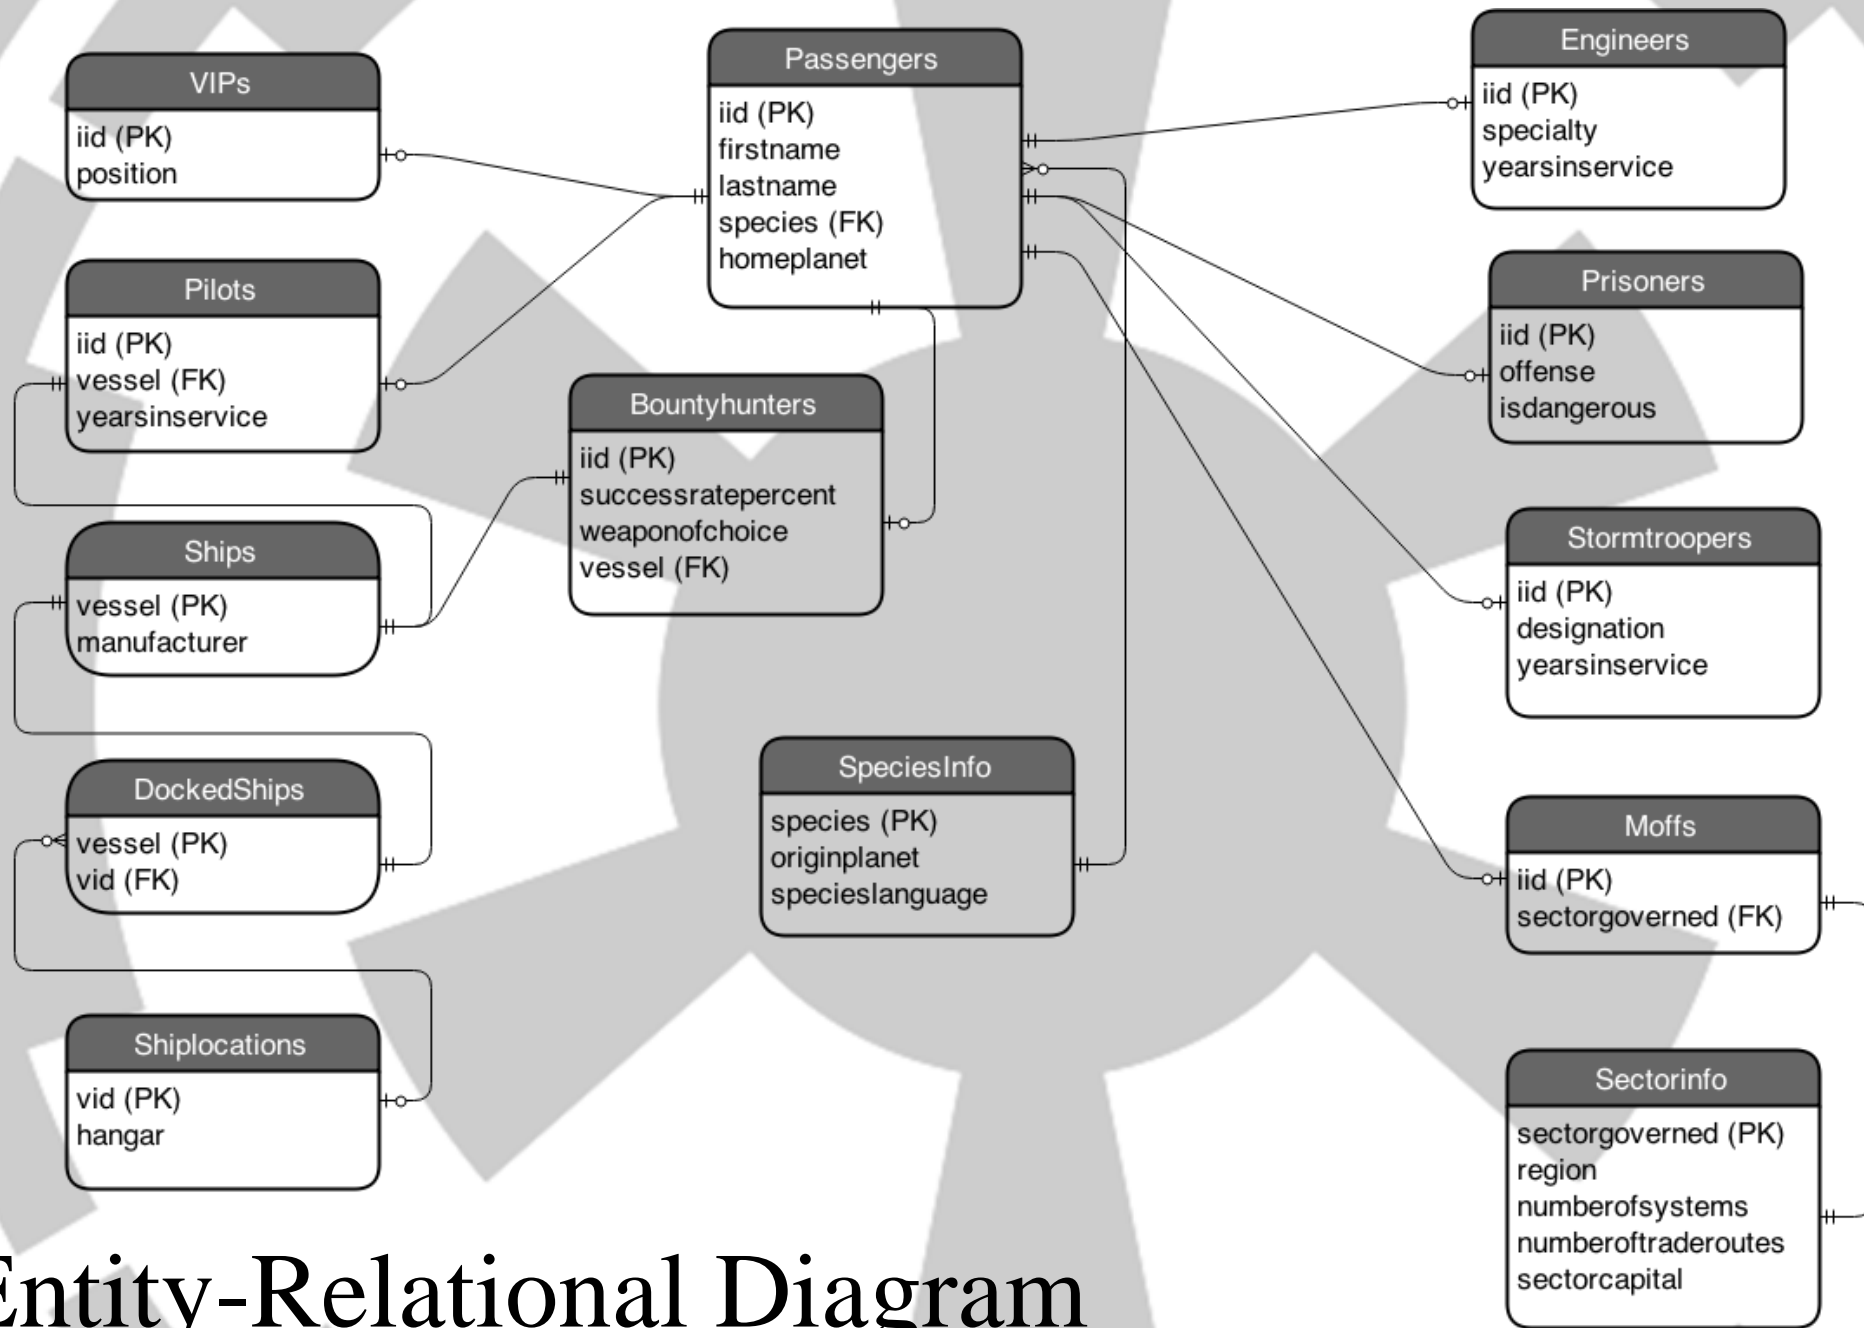 VIPs
iid (PK)
position
Pilots
iid (PK)
vessel (FK)
yearsinservice
Ships
vessel (PK)
manufacturer
DockedShips
vessel (PK)
vid (FK)
Shiplocations
vid (PK)
hangar
Passengers
iid (PK)
firstname
lastname
species (FK)
homeplanet
Bountyhunters
iid (PK)
successratepercent
weaponofchoice
vessel (FK)
SpeciesInfo
species (PK)
originplanet
specieslanguage
Engineers
iid (PK)
specialty
yearsinservice
Prisoners
iid (PK)
offense
isdangerous
Stormtroopers
iid (PK)
designation
yearsinservice
Moffs
iid (PK)
sectorgoverned (FK)
Sectorinfo
sectorgoverned (PK)
region
numberofsystems
numberoftraderoutes
sectorcapital
Entity-Relational Diagram